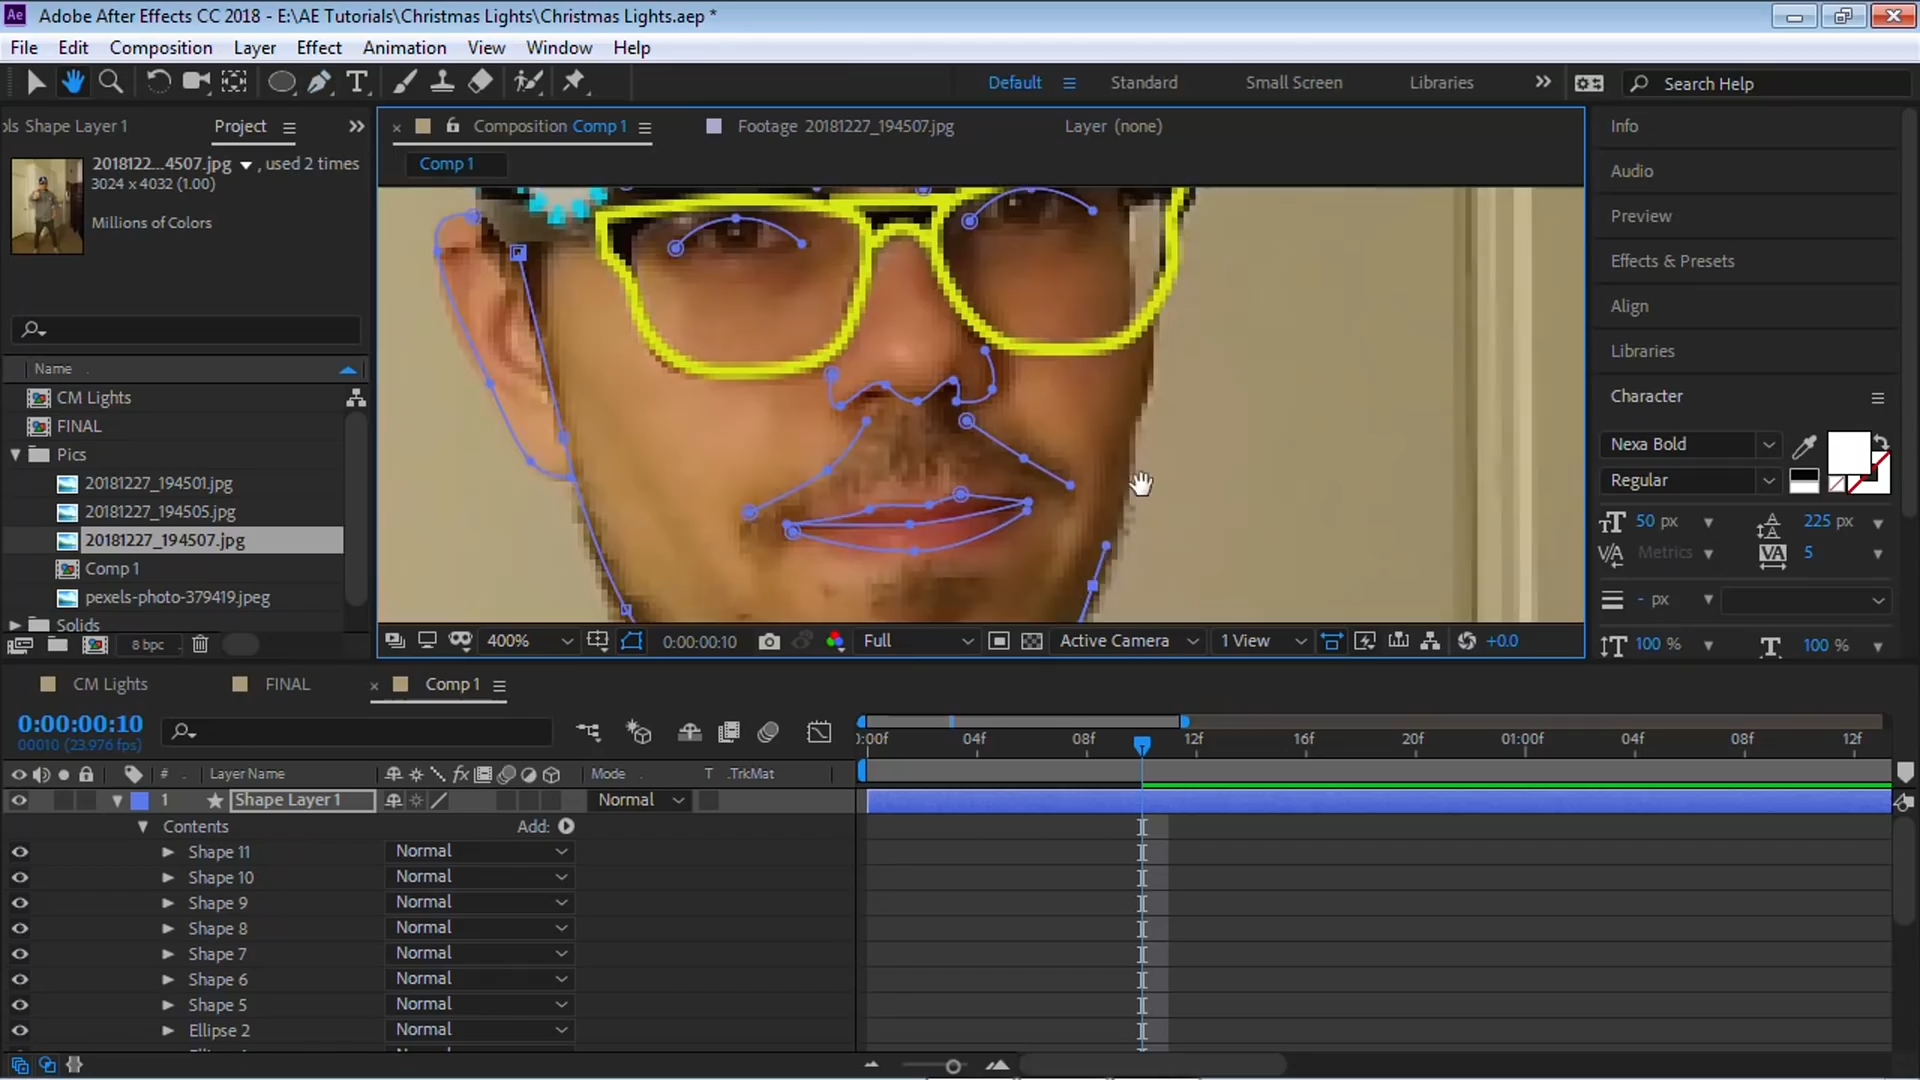 Ae Adobe After Effects CC 2018 - E:\AE Tutorials\Christmas Lights\Christmas Lights.aep *
File Edit Composition Layer Effect Animation View Window Help
T Default Standard Small Screen Libraries Search Help
ols Shape Layer 1 Project
2018122...4507.jpg , used 2 times
3024 x 4032 (1.00)
Millions of Colors
Name
CM Lights
FINAL
Pics
20181227_194501.jpg
20181227_194505.jpg
20181227_194507.jpg
Comp 1
pexels-photo-379419.jpeg
Solids
8 bpc
Composition Comp 1 Footage 20181227_194507.jpg Layer (none)
Comp 1
400% 0:00:00:10 Full Active Camera 1 View +0.0
Info
Audio
Preview
Effects & Presets
Align
Libraries
Character
Nexa Bold
Regular
50 px 225 px
Metrics 5
- px
100 % 100 %
CM Lights FINAL Comp 1
0:00:00:10
00010 (23.976 fps)
# Layer Name fx Mode T .TrkMat
):00f 04f 08f 12f 16f 20f 01:00f 04f 08f 12f
1 Shape Layer 1 Normal
Contents Add:
Shape 11 Normal
Shape 10 Normal
Shape 9 Normal
Shape 8 Normal
Shape 7 Normal
Shape 6 Normal
Shape 5 Normal
Ellipse 2 Normal